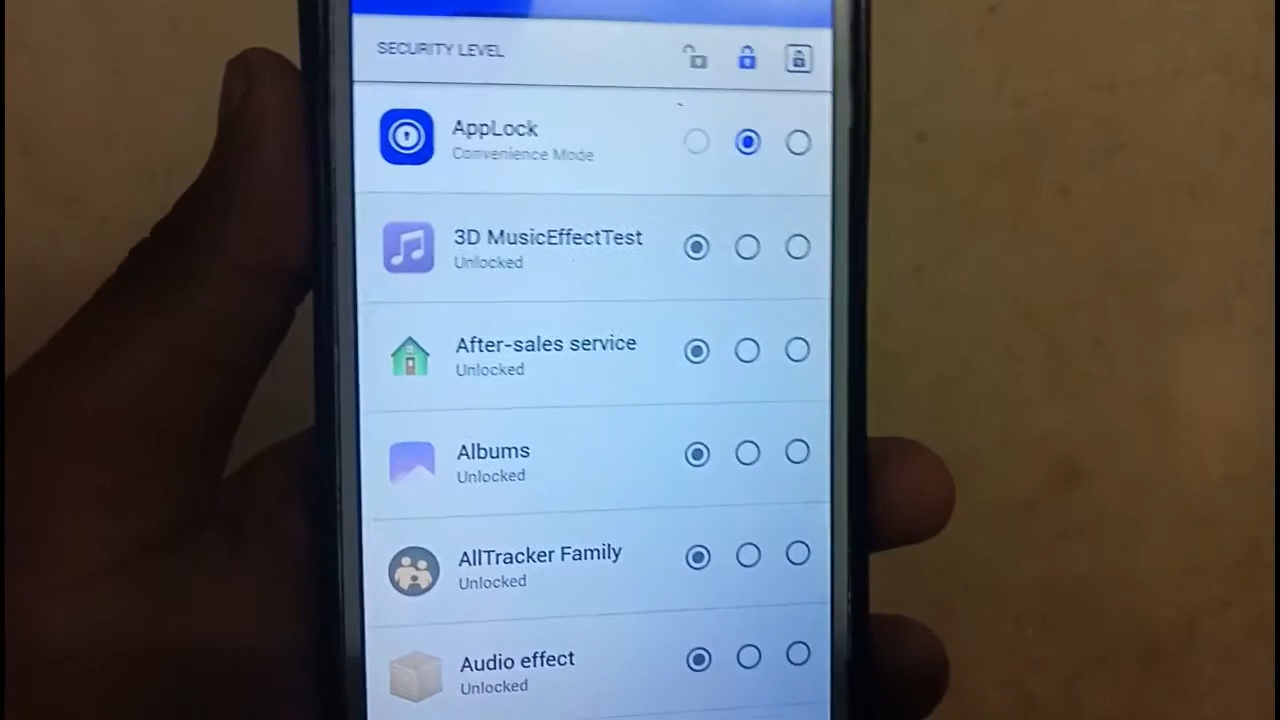 SECURITY LEVEL
AppLock
Convenience Mode
3D MusicEffectTest
Unlocked
After-sales service
Unlocked
Albums
Unlocked
AllTracker Family
Unlocked
Audio effect
Unlocked